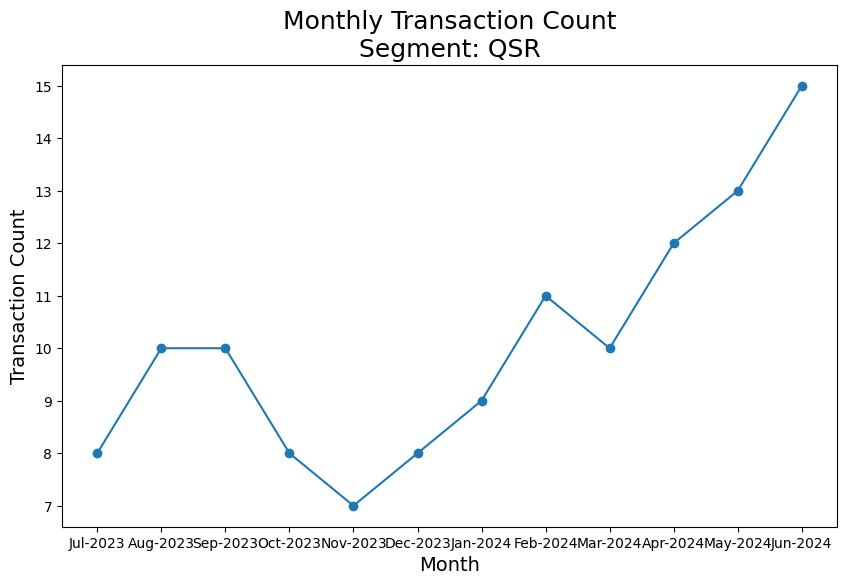 Monthly Transaction Count
Segment: QSR
Transaction Count
15
14
13
12
11
10
9
8
7
Jul-2023 Aug-2023 Sep-2023 Oct-2023 Nov-2023 Dec-2023 Jan-2024 Feb-2024 Mar-2024 Apr-2024 May-2024 Jun-2024
Month